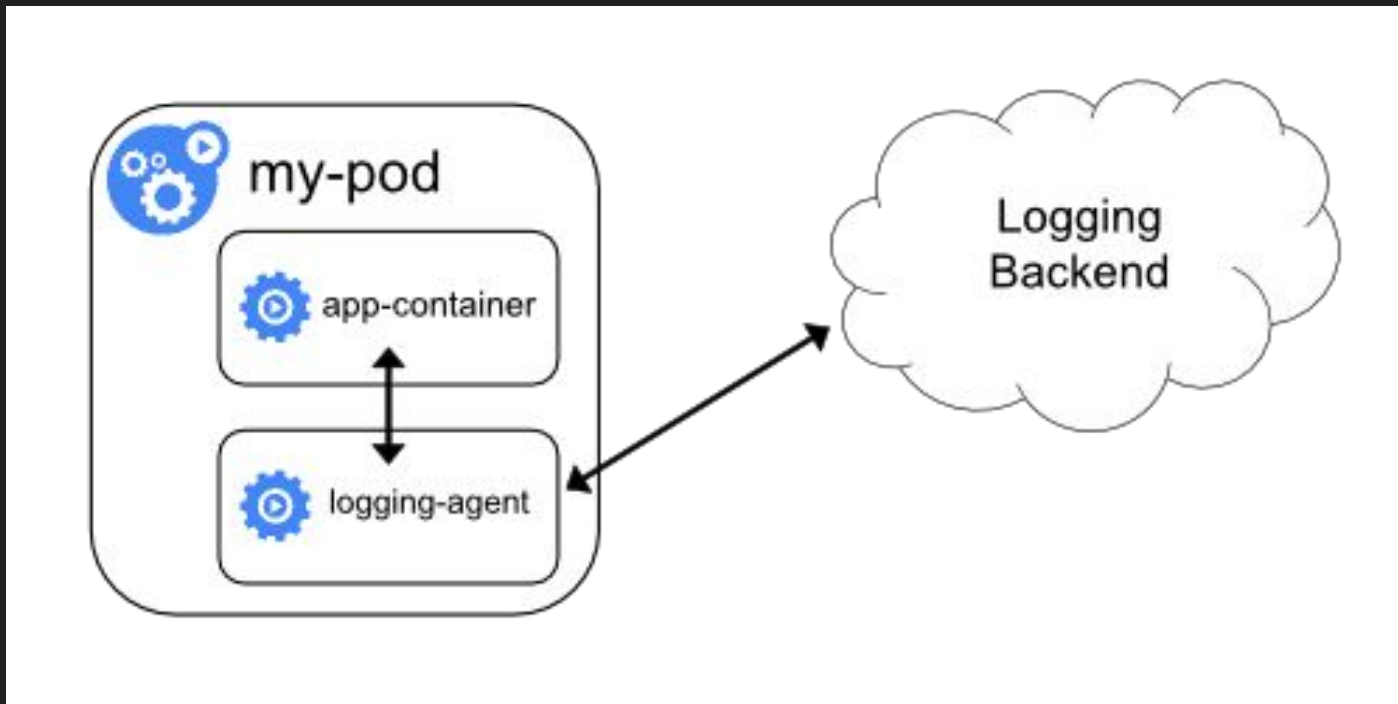 my-pod
app-container
logging-agent
Logging
Backend